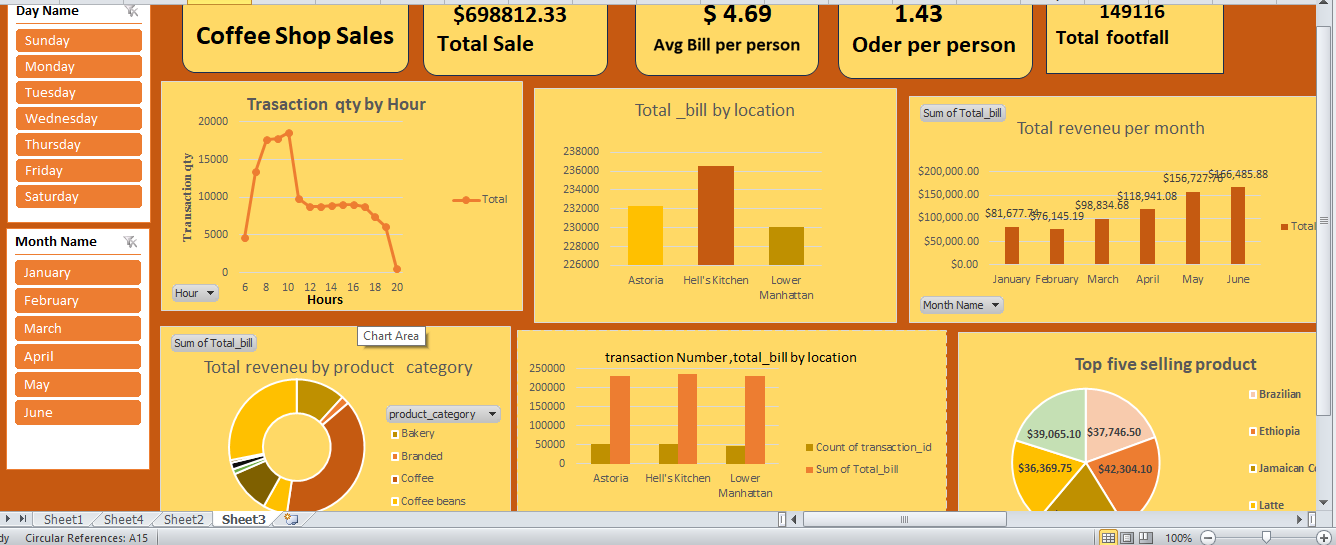 Day Name
Sunday
Monday
Tuesday
Wednesday
Thursday
Friday
Saturday
Month Name
January
February
March
April
May
June
Coffee Shop Sales
$698812.33
Total Sale
$ 4.69
Avg Bill per person
1.43
Oder per person
149116
Total footfall
Trasaction qty by Hour
Transaction qty
20000
15000
10000
5000
0
6 8 10 11 12 13 14 15 16 17 18 19 20
Hours
Total
Hour
Total _bill by location
238000
236000
234000
232000
230000
228000
226000
Astoria Hell's Kitchen Lower
Manhattan
Sum of Total_bill
Total reveneu per month
$200,000.00
$150,000.00
$100,000.00
$50,000.00
$0.00
$76,145.19
$98,834.68
$118,941.08
$166,485.88
January February March April May June
Total
Month Name
Chart Area
Sum of Total_bill
Total reveneu by product category
product_category
Bakery
Branded
Coffee
Coffee beans
transaction Number ,total_bill by location
250000
200000
150000
100000
50000
0
Astoria Hell's Kitchen Lower
Manhattan
Count of transaction_id
Sum of Total_bill
Top five selling product
$39,065.10
$37,746.50
$36,369.75
$42,304.10
Brazilian
Ethiopia
Jamaican
Latte
Sheet1 Sheet4 Sheet2 Sheet3
Circular References: A15
100%